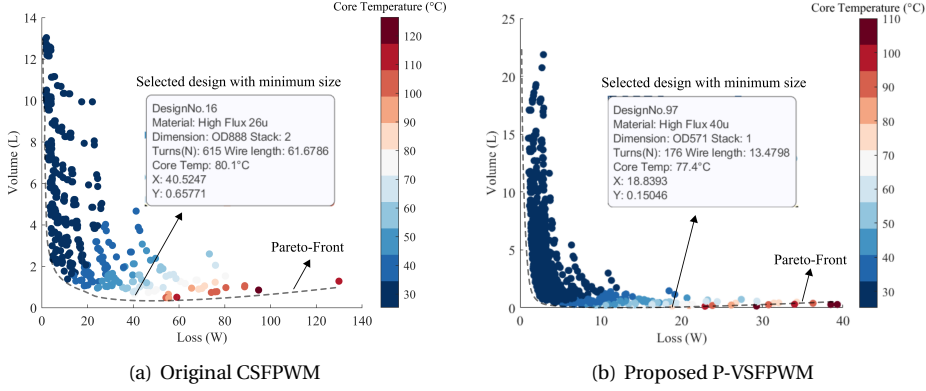 Core Temperature (°C)
14
12
10
8
6
4
2
0
Volume (L)
0
20
40
60
80
100
120
140
Loss (W)
120
100
80
60
40
Selected design with minimum size
DesignNo.16
Material: High Flux 26u
Dimension: OD888 Stack: 2
Turns(N): 615 Wire length: 61.6786
Core Temp: 80.1°C
X: 40.5247
Y: 0.65771
Pareto-Front
(a) Original CSFPWM
Core Temperature (°C)
25
20
15
10
5
0
Volume (L)
0
10
20
30
40
Loss (W)
110
100
90
80
70
60
50
40
30
Selected design with minimum size
DesignNo.97
Material: High Flux 40u
Dimension: OD571 Stack: 1
Turns(N): 176 Wire length: 13.4798
Core Temp: 77.4°C
X: 18.8393
Y: 0.15046
Pareto-Front
(b) Proposed P-VSFPWM